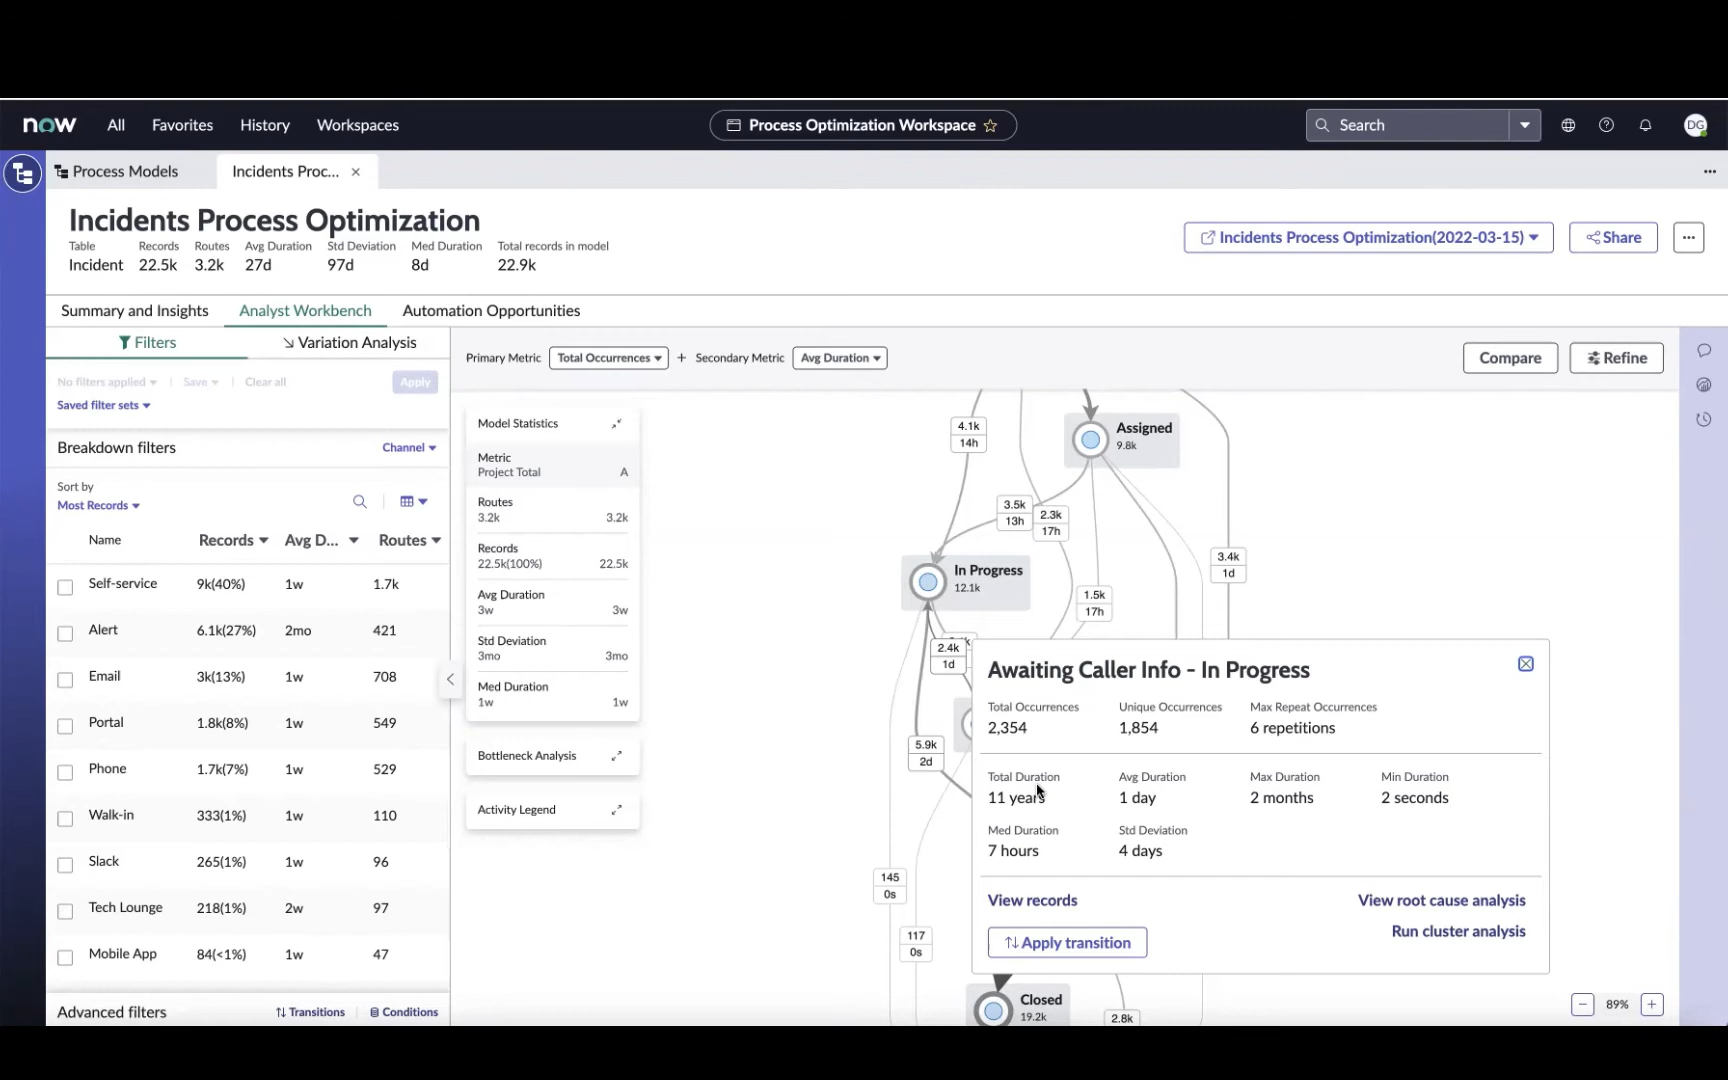 now All Favorites History Workspaces Process Optimization Workspace Search DG
Process Models Incidents Proc...
Incidents Process Optimization
Table Records Routes Avg Duration Std Deviation Med Duration Total records in model
Incident 22.5k 3.2k 27d 97d 8d 22.9k
Incidents Process Optimization(2022-03-15) Share
Summary and Insights Analyst Workbench Automation Opportunities
Filters Variation Analysis
No filters applied Save Clear all Apply
Saved filter sets
Breakdown filters Channel
Sort by
Most Records
Name Records Avg D... Routes
Self-service 9k(40%) 1w 1.7k
Alert 6.1k(27%) 2mo 421
Email 3k(13%) 1w 708
Portal 1.8k(8%) 1w 549
Phone 1.7k(7%) 1w 529
Walk-in 333(1%) 1w 110
Slack 265(1%) 1w 96
Tech Lounge 218(1%) 2w 97
Mobile App 84(<1%) 1w 47
Advanced filters Transitions Conditions
Primary Metric Total Occurrences + Secondary Metric Avg Duration
Compare Refine
Model Statistics
Metric
Project Total A
Routes
3.2k 3.2k
Records
22.5k(100%) 22.5k
Avg Duration
3w 3w
Std Deviation
3mo 3mo
Med Duration
1w 1w
Bottleneck Analysis
Activity Legend
4.1k
14h
Assigned
9.8k
3.5k
13h
2.3k
17h
3.4k
1d
In Progress
12.1k
1.5k
17h
2.4k
1d
5.9k
2d
145
0s
117
0s
Closed
19.2k
2.8k
Awaiting Caller Info - In Progress
Total Occurrences Unique Occurrences Max Repeat Occurrences
2,354 1,854 6 repetitions
Total Duration Avg Duration Max Duration Min Duration
11 years 1 day 2 months 2 seconds
Med Duration Std Deviation
7 hours 4 days
View records View root cause analysis
Run cluster analysis
Apply transition
89%